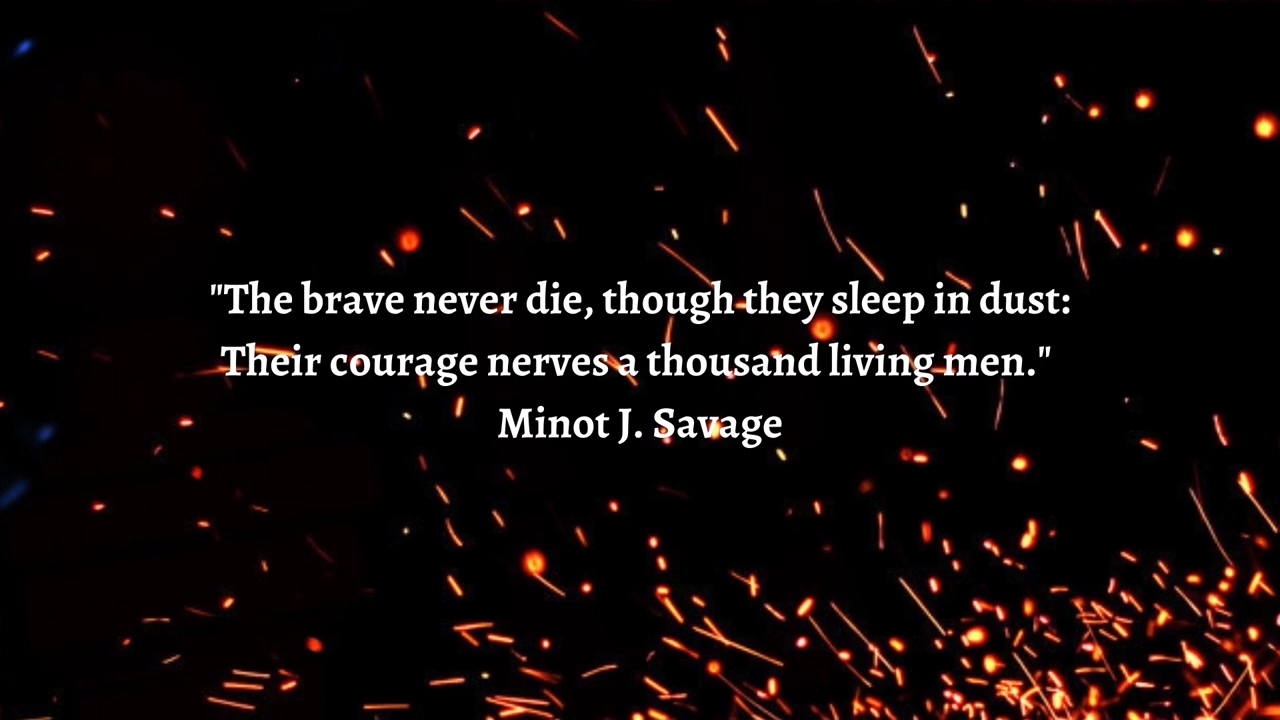 "The brave never die, though they sleep in dust:
Their courage nerves a thousand living men."
Minot J. Savage